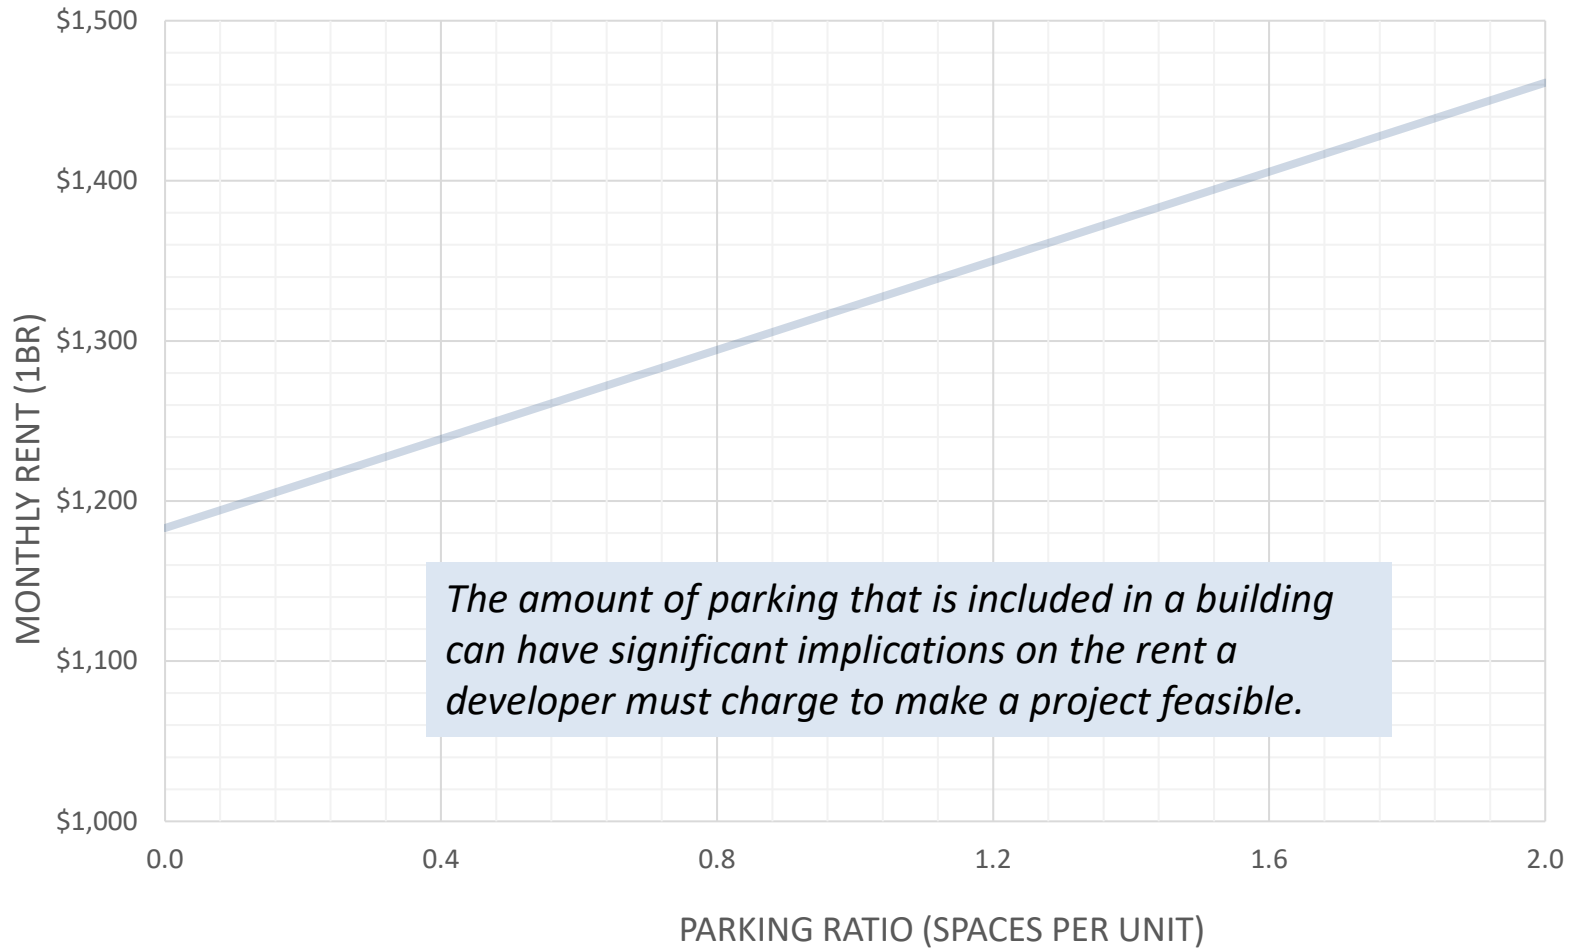 $1,500
$1,400
$1,300
$1,200
$1,100
$1,000
MONTHLY RENT (1BR)
The amount of parking that is included in a building
can have significant implications on the rent a
developer must charge to make a project feasible.
0.0
0.4
0.8
1.2
1.6
2.0
PARKING RATIO (SPACES PER UNIT)